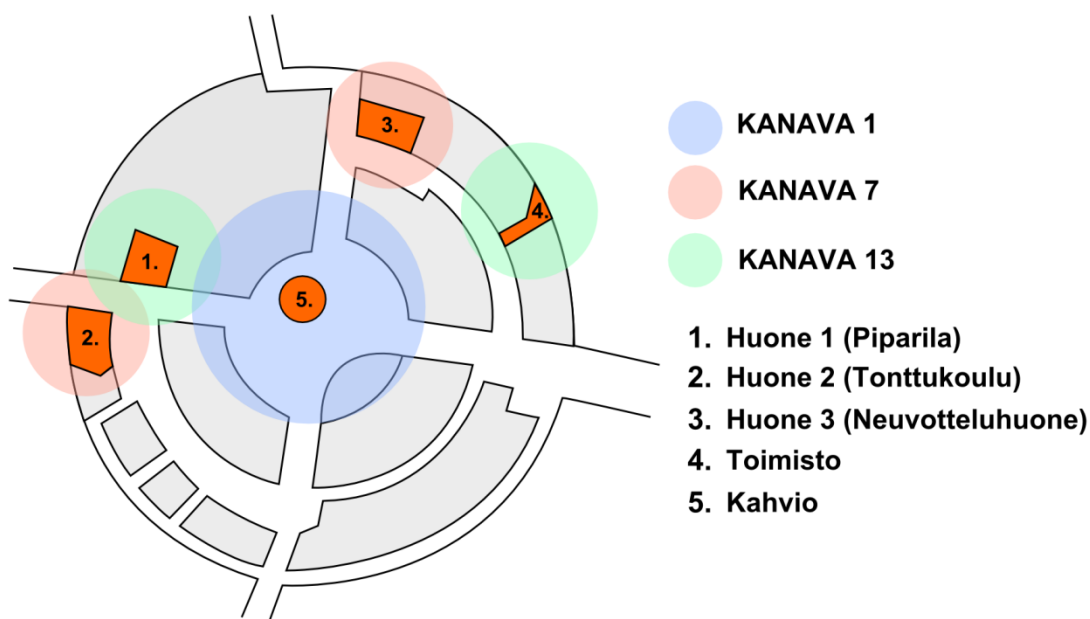 3.
KANAVA 1
KANAVA 7
4.
KANAVA 13
1.
5.
2.
1. Huone 1 (Piparila)
2. Huone 2 (Tonttukoulu)
3. Huone 3 (Neuvotteluhuone)
4. Toimisto
5. Kahvio